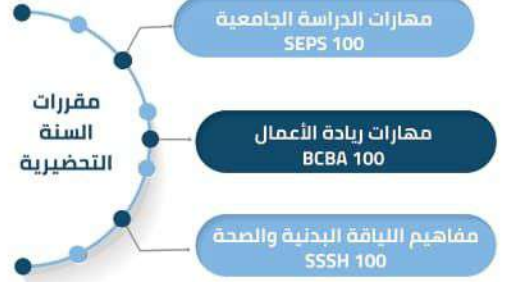 مهارات الدراسة الجامعية
SEPS 100
مقررات
السنة
التحضيرية
مهارات ريادة الأعمال
BCBA 100
مفاهيم اللياقة البدنية والصحة
SSSH 100